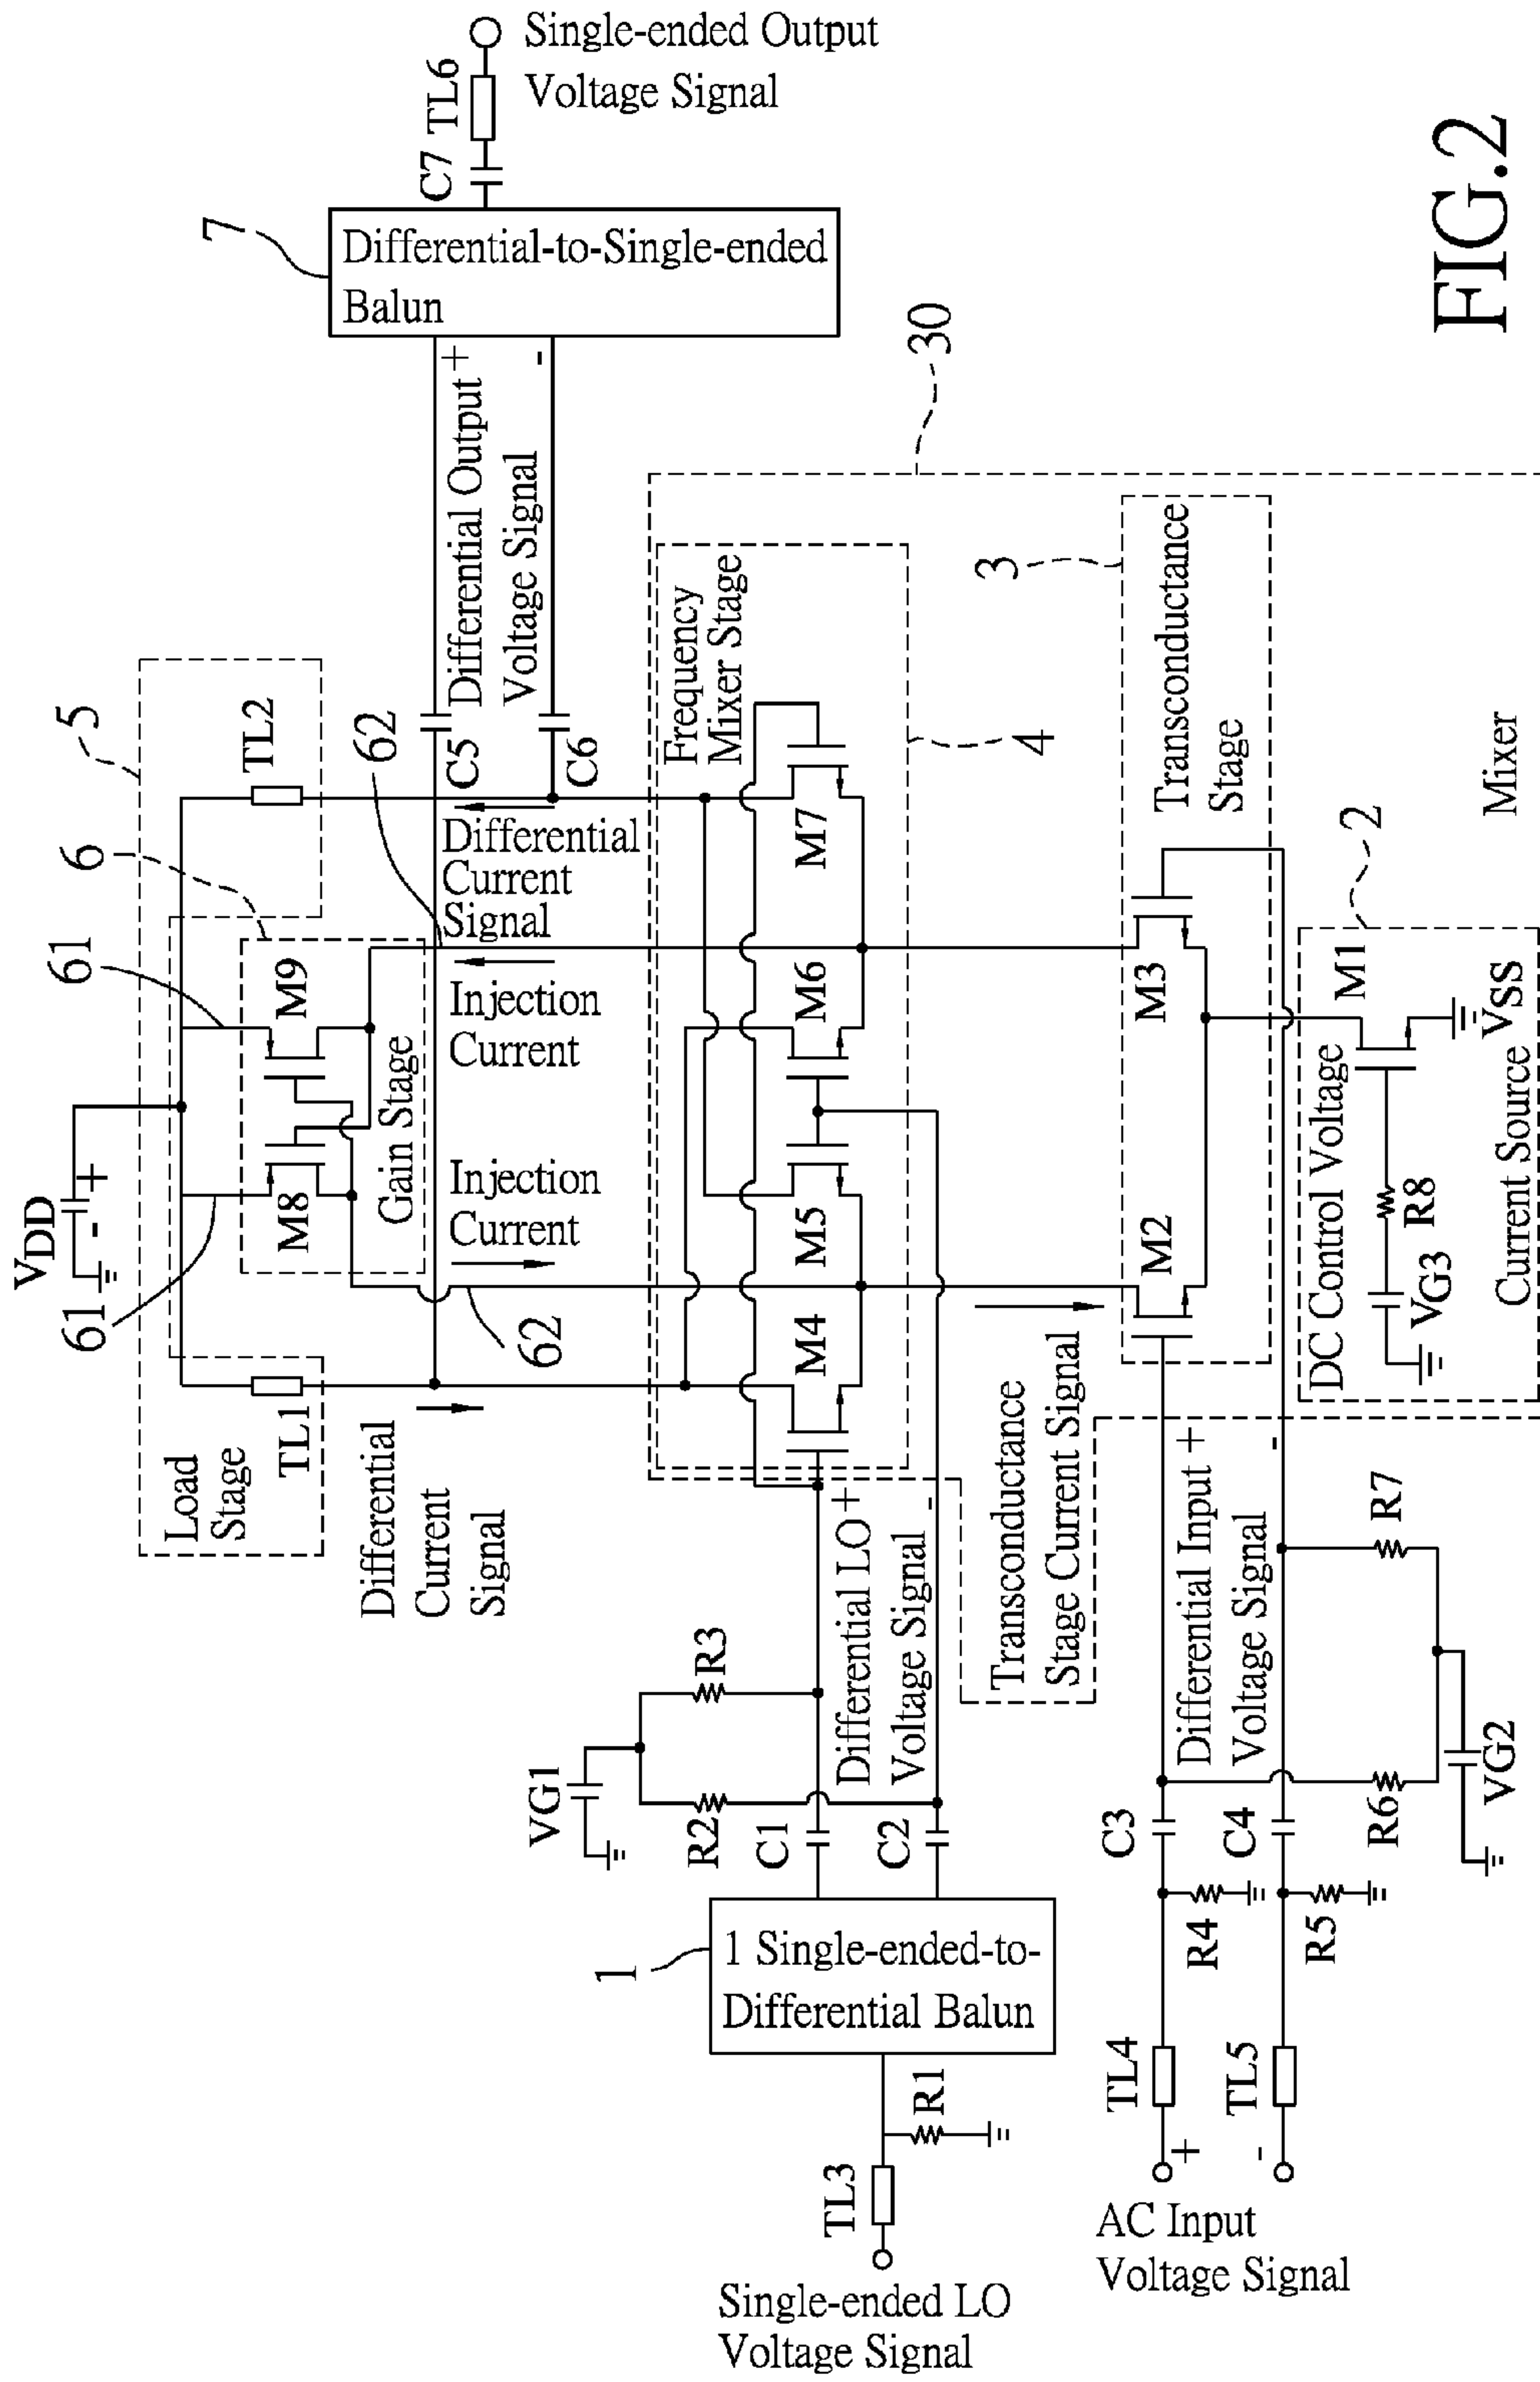 Single-ended Output
Voltage Signal
TL6
C7
7
Differential-to-Single-ended
Balun
FIG.2
30
+
Differential Output
Voltage Signal
-
5
TL2
62
C5
C6
6
61
M9
M8
Gain Stage
VDD
+
-
61
Load
Stage
TL1
Differential
Current
Signal
Injection
Current
Injection
Current
62
Differential
Current
Signal
Frequency
Mixer Stage
4
M7
M6
M5
M4
3
Transconductance
Stage
M3
M2
Mixer
2
M1
VSS
DC Control Voltage
R8
VG3
Current Source
Transconductance
Stage Current Signal
VG1
R3
R2
C1
C2
Differential LO +
Voltage Signal -
Differential Input +
Voltage Signal -
R7
R6
VG2
C3
C4
R4
R5
1
1 Single-ended-to-
Differential Balun
R1
TL3
TL4
TL5
+
-
AC Input
Voltage Signal
Single-ended LO
Voltage Signal